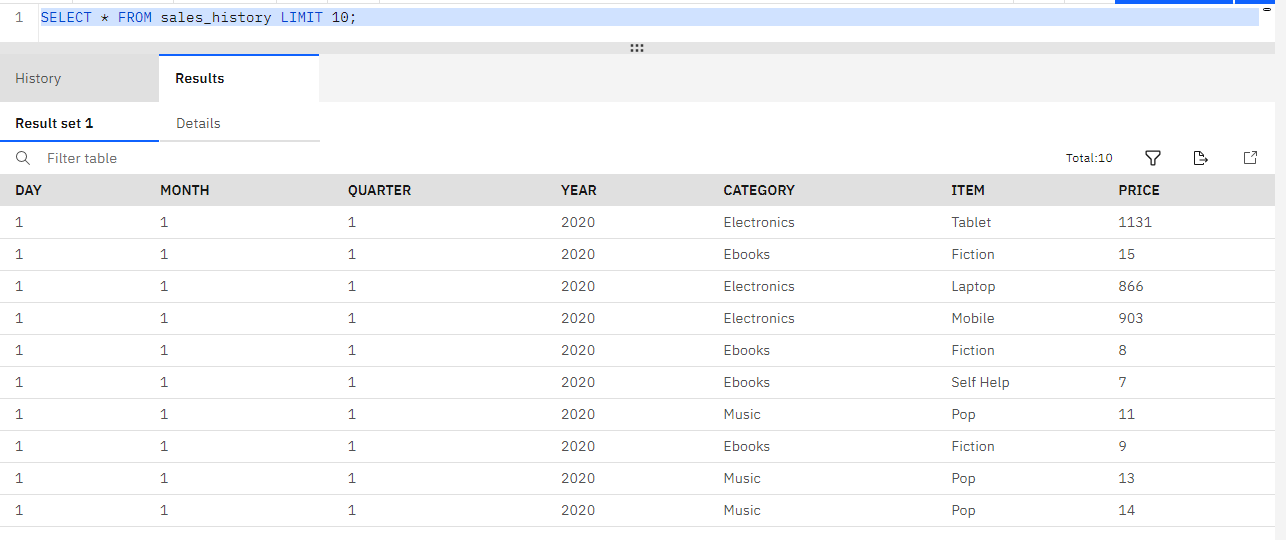 1 SELECT * FROM sales_history LIMIT 10;
History Results
Result set 1 Details
Filter table Total:10
DAY MONTH QUARTER YEAR CATEGORY ITEM PRICE
1 1 1 2020 Electronics Tablet 1131
1 1 1 2020 Ebooks Fiction 15
1 1 1 2020 Electronics Laptop 866
1 1 1 2020 Electronics Mobile 903
1 1 1 2020 Ebooks Fiction 8
1 1 1 2020 Ebooks Self Help 7
1 1 1 2020 Music Pop 11
1 1 1 2020 Ebooks Fiction 9
1 1 1 2020 Music Pop 13
1 1 1 2020 Music Pop 14